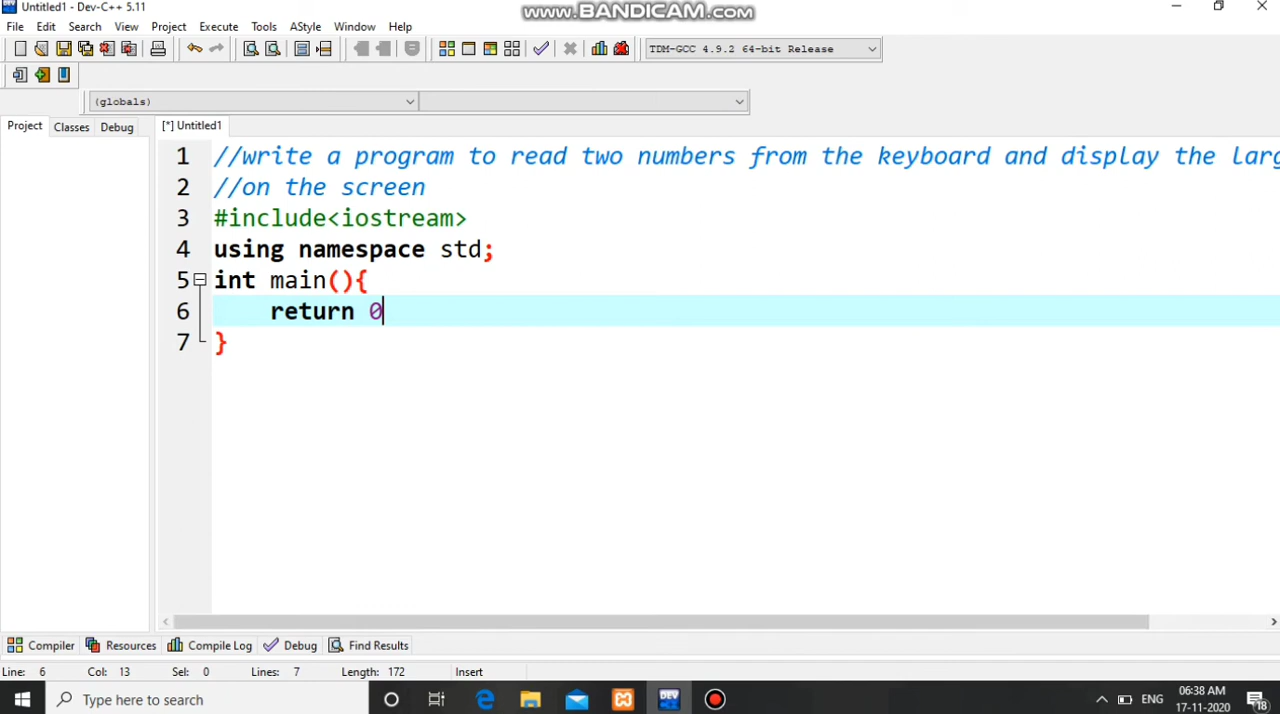 Untitled1 - Dev-C++ 5.11
www.BANDICAM.com
File Edit Search View Project Execute Tools AStyle Window Help
TDM-GCC 4.9.2 64-bit Release
(globals)
Project Classes Debug [*] Untitled1
1 //write a program to read two numbers from the keyboard and display the larg
2 //on the screen
3 #include<iostream>
4 using namespace std;
5 int main(){
6 return 0
7 }
Compiler Resources Compile Log Debug Find Results
Line: 6 Col: 13 Sel: 0 Lines: 7 Length: 172 Insert
Type here to search
ENG
06:38 AM
17-11-2020
18